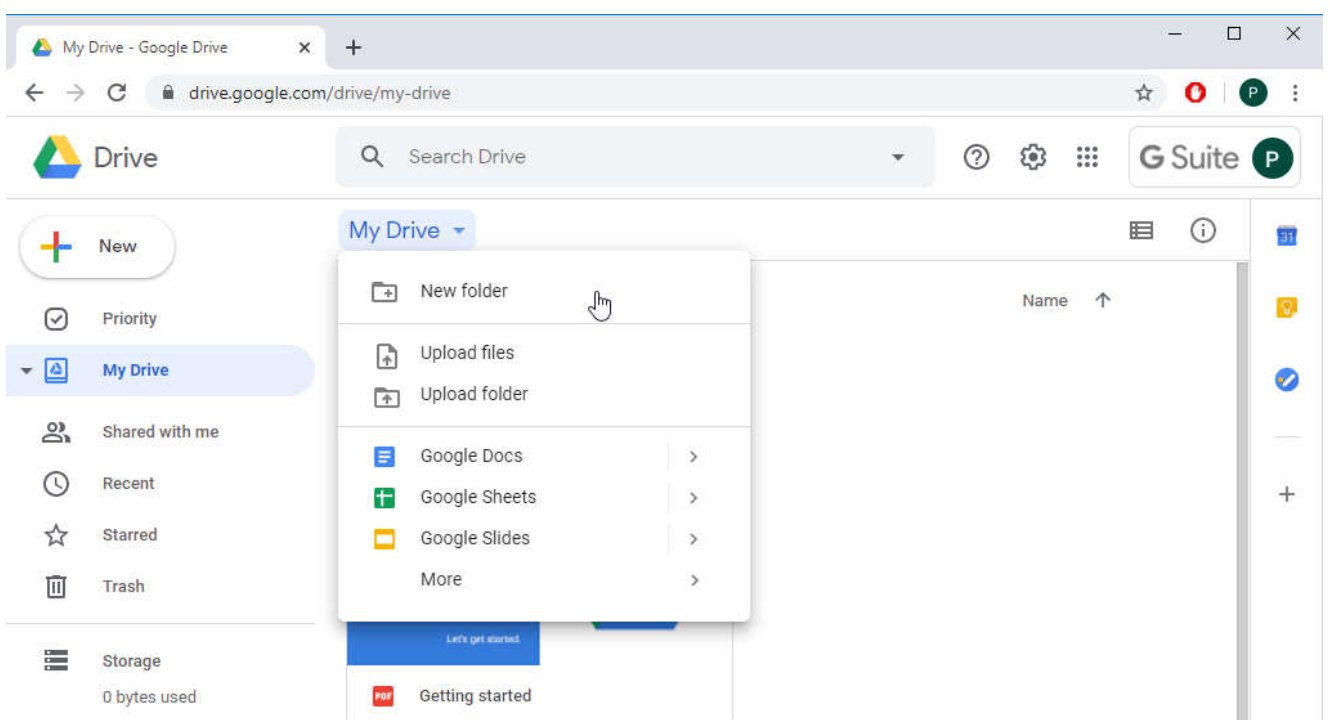 My Drive - Google Drive
drive.google.com/drive/my-drive
P
Drive
Search Drive
G Suite
P
New
My Drive
31
New folder
Name
Priority
Upload files
My Drive
Upload folder
Shared with me
Google Docs
Recent
Google Sheets
Starred
Google Slides
Trash
More
Let's get started.
Storage
0 bytes used
PDF
Getting started